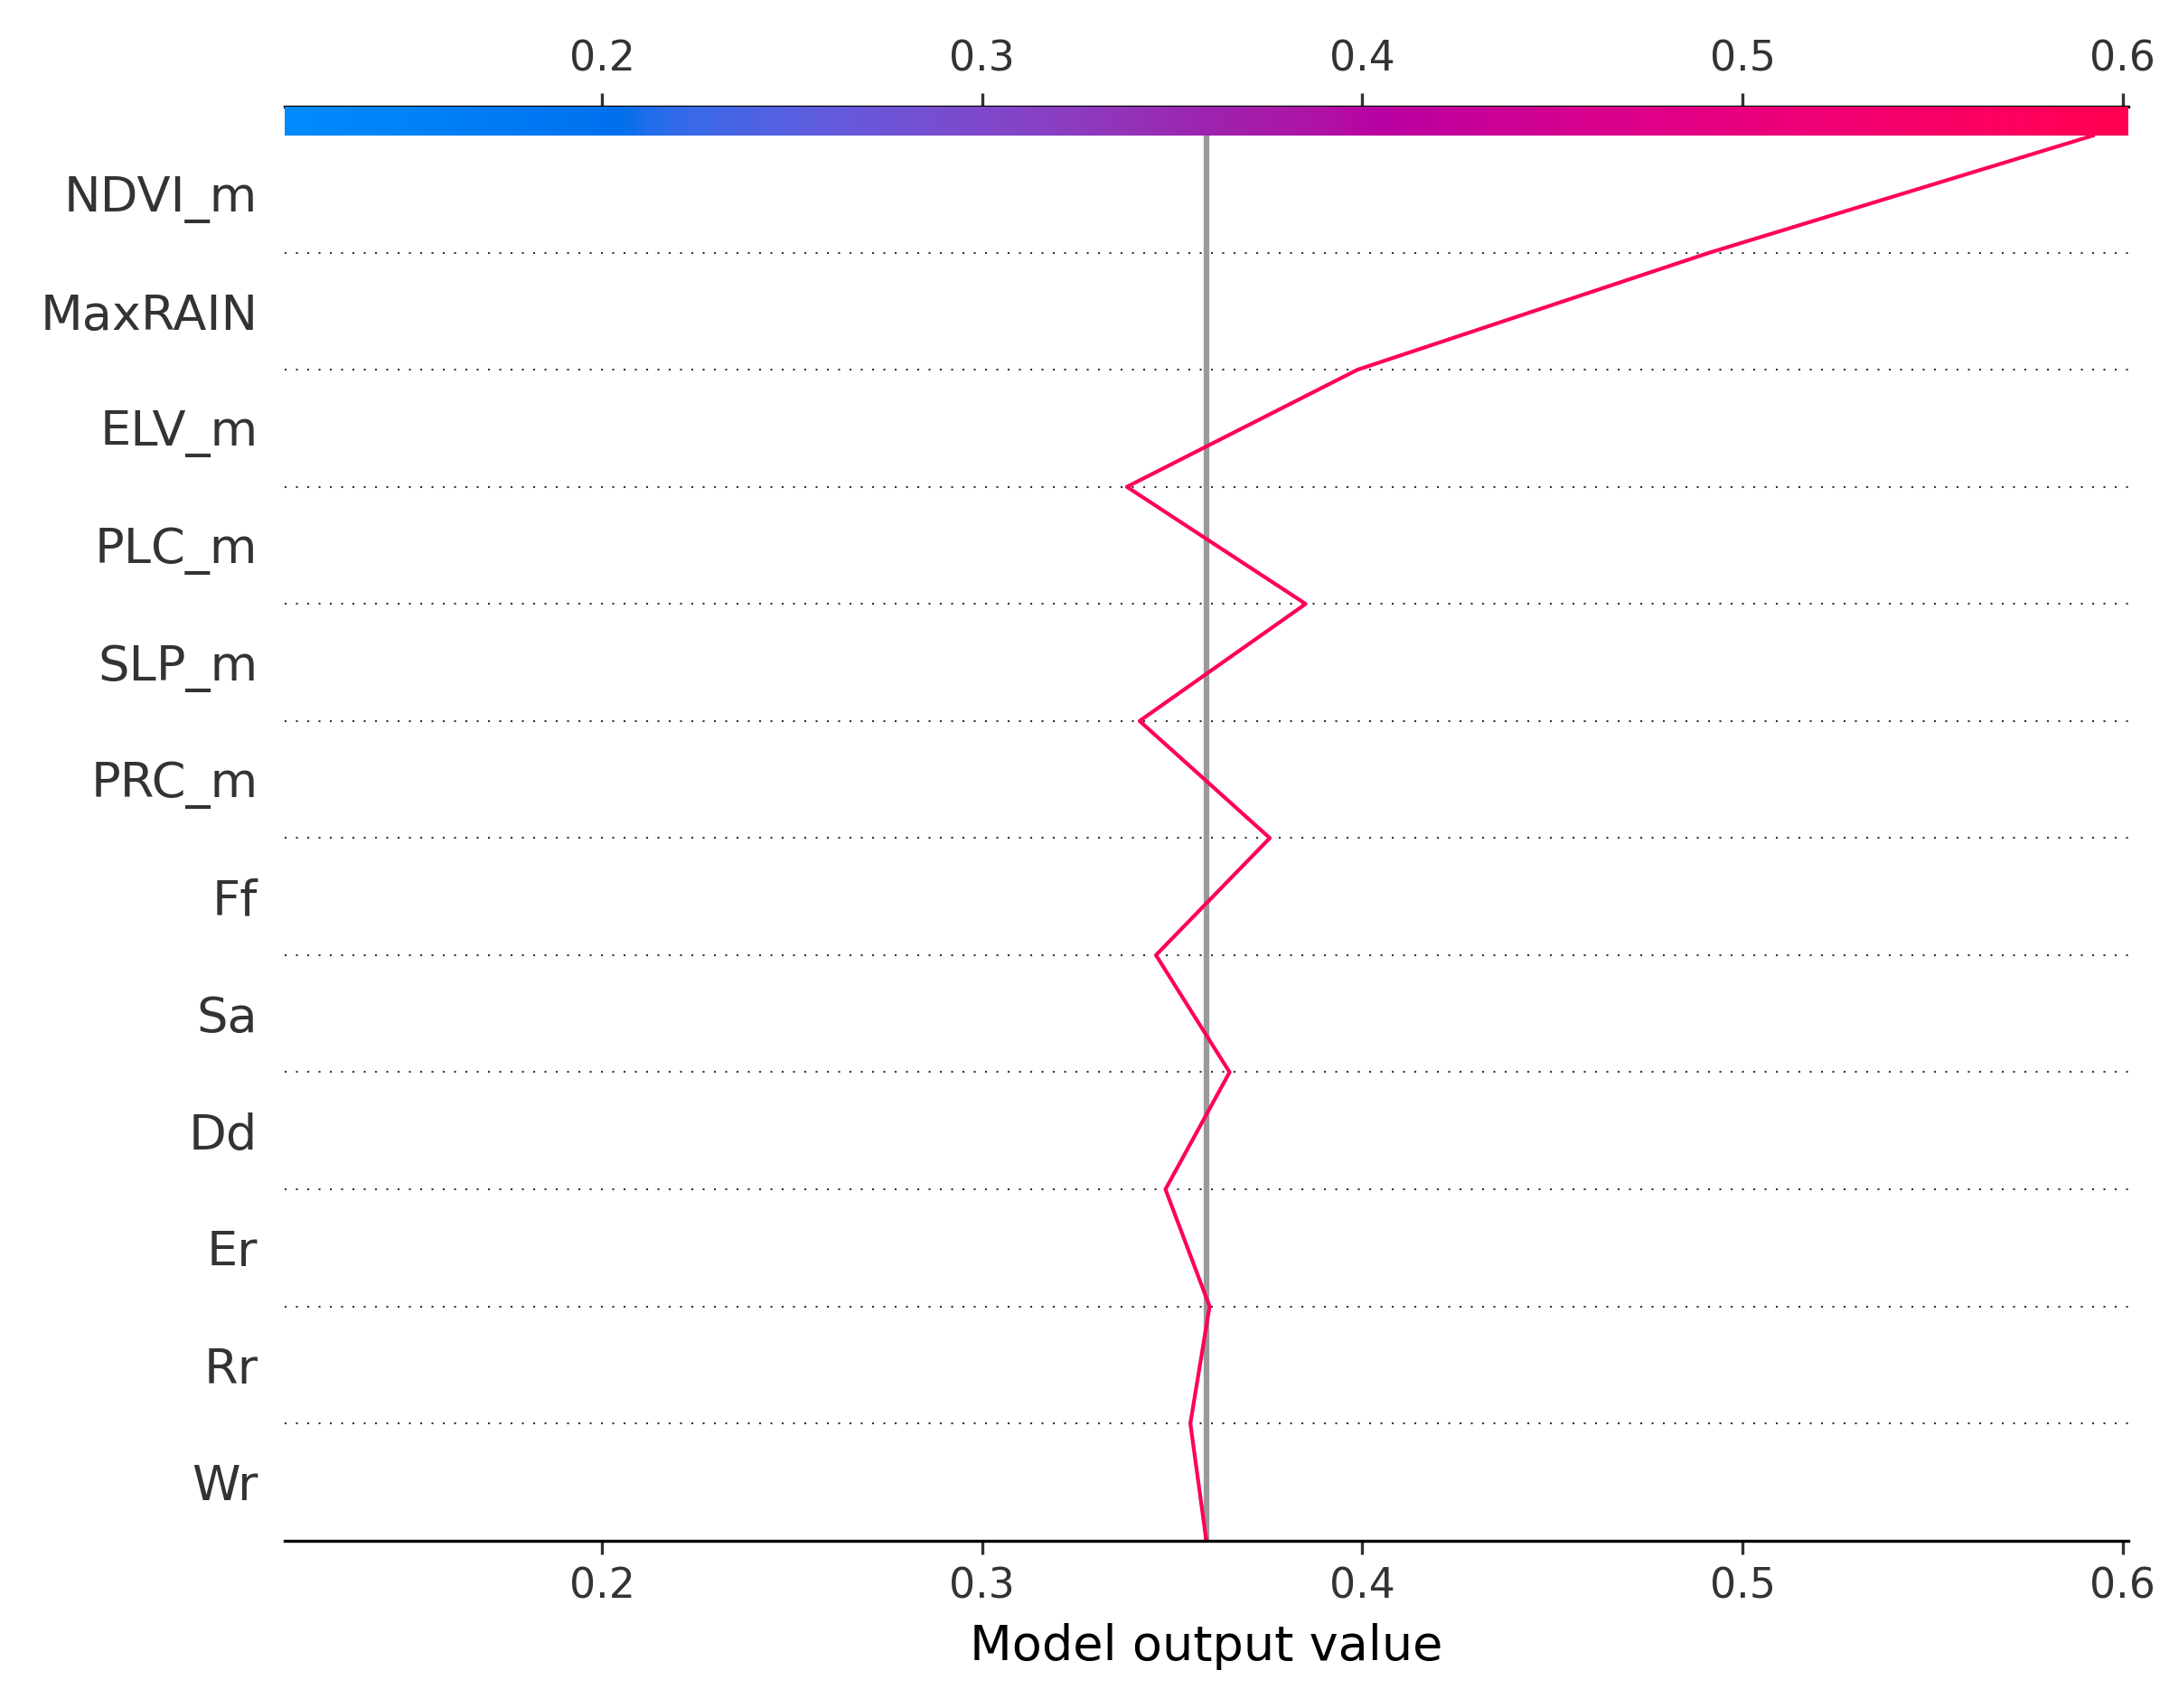 0.2 0.3 0.4 0.5 0.6
NDVI_m
MaxRAIN
ELV_m
PLC_m
SLP_m
PRC_m
Ff
Sa
Dd
Er
Rr
Wr
0.2 0.3 0.4 0.5 0.6
Model output value